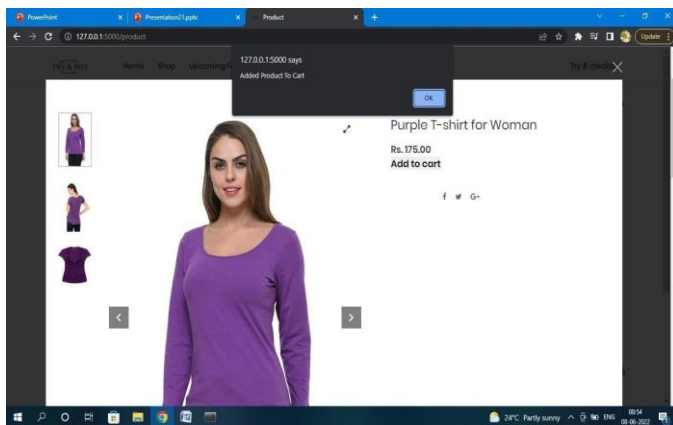 PowerPoint
Presentation21.pptx
Product
127.0.0.1:5000/product
Update
Home Shop Upcoming
127.0.0.1:5000 says
Added Product To Cart
OK
Purple T-shirt for Woman
Rs. 175.00
Add to cart
f G+
24°C Partly sunny ENG
08:54
08-06-2022